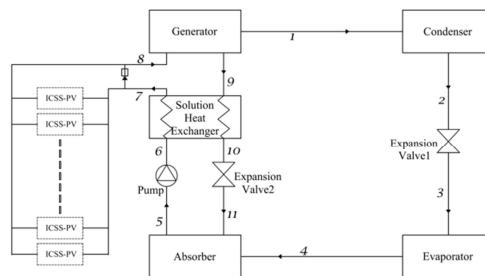 Generator
1
Condenser
8
9
2
7
ICSS-PV
ICSS-PV
Solution
Heat
Exchanger
6
10
Expansion
Valve1
Pump
Expansion
Valve2
3
5
11
ICSS-PV
ICSS-PV
Absorber
4
Evaporator